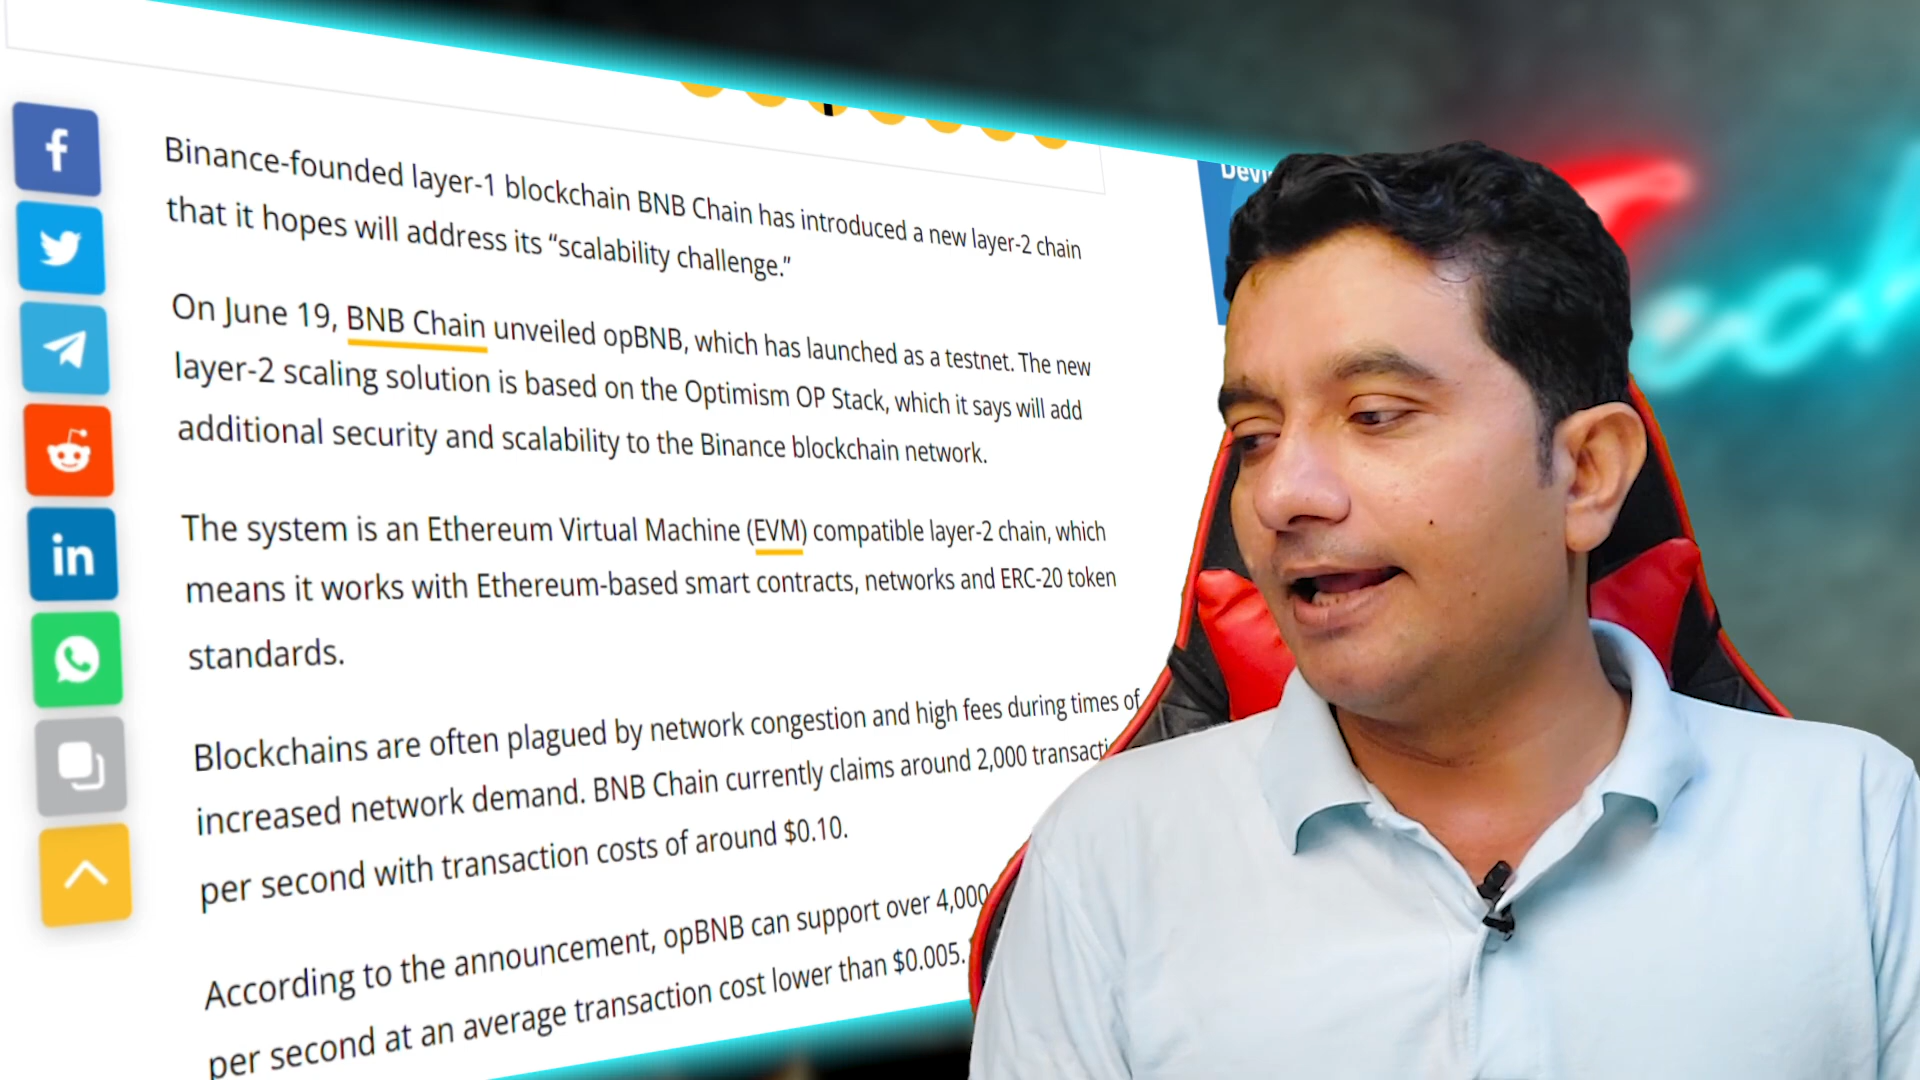 Binance-founded layer-1 blockchain BNB Chain has introduced a new layer-2 chain
that it hopes will address its “scalability challenge.”
On June 19, BNB Chain unveiled opBNB, which has launched as a testnet. The new
layer-2 scaling solution is based on the Optimism OP Stack, which it says will add
additional security and scalability to the Binance blockchain network.
The system is an Ethereum Virtual Machine (EVM) compatible layer-2 chain, which
means it works with Ethereum-based smart contracts, networks and ERC-20 token
standards.
Blockchains are often plagued by network congestion and high fees during times of
increased network demand. BNB Chain currently claims around 2,000
per second with transaction costs of around $0.10.
According to the announcement, opBNB can support over 4,000
per second at an average transaction cost lower than $0.005.